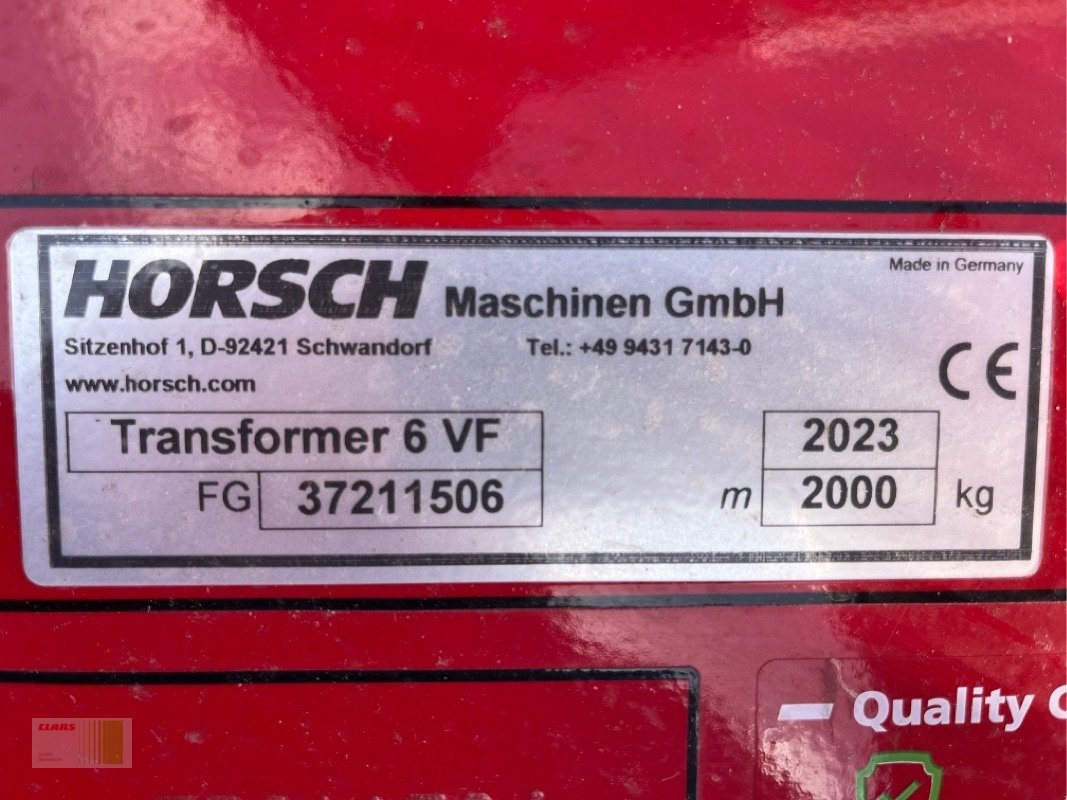 HORSCH Maschinen GmbH
Made in Germany
Sitzenhof 1, D-92421 Schwandorf Tel.: +49 9431 7143-0
www.horsch.com
CE
Transformer 6 VF 2023
FG 37211506 m 2000 kg
Quality
CLAAS